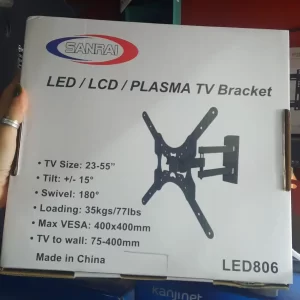 SANRAI
LED / LCD / PLASMA TV Bracket
• TV Size: 23-55"
• Tilt: +/- 15°
• Swivel: 180°
• Loading: 35kgs/77lbs
• Max VESA: 400x400mm
• TV to wall: 75-400mm
Made in China
LED806
kanjinet